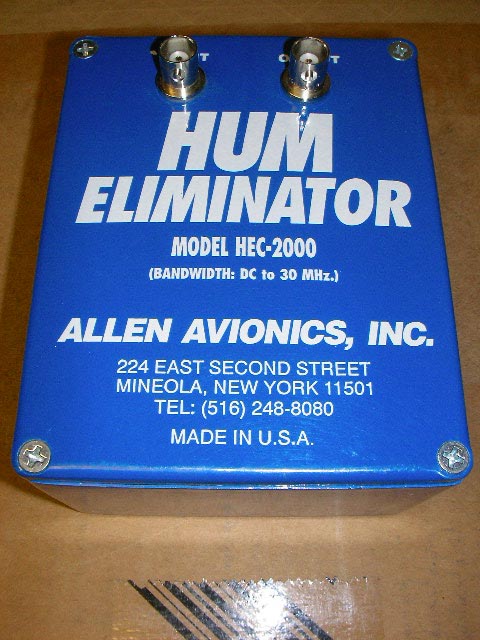 HUM
ELIMINATOR
MODEL HEC-2000
(BANDWIDTH: DC to 30 MHz.)
ALLEN AVIONICS, INC.
224 EAST SECOND STREET
MINEOLA, NEW YORK 11501
TEL: (516) 248-8080
MADE IN U.S.A.